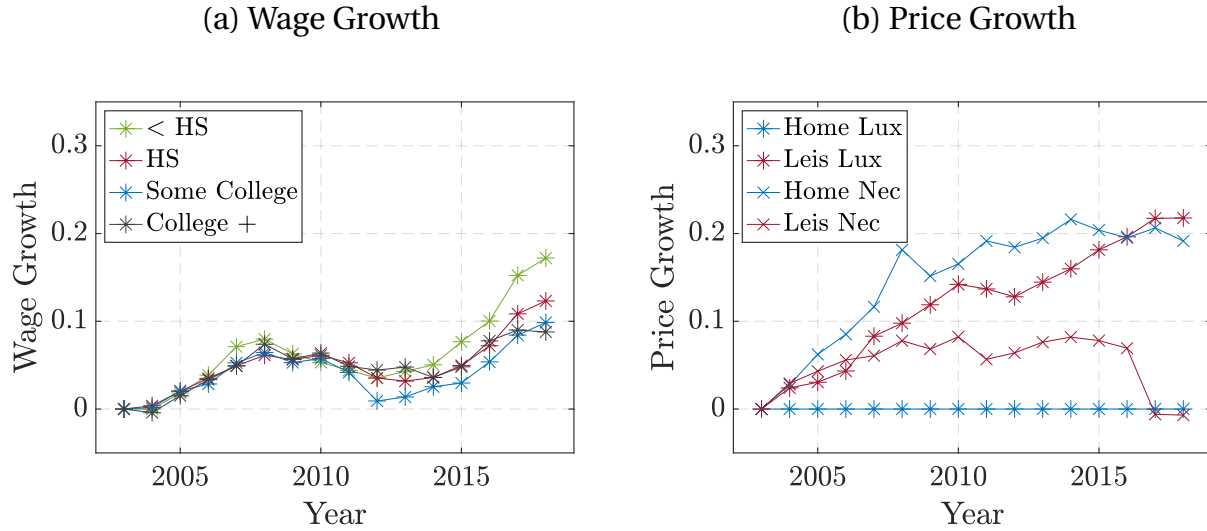 (a) Wage Growth
< HS
HS
Some College
College +
0.3
0.2
0.1
0
Wage Growth
2005
2010
2015
Year
(b) Price Growth
Home Lux
Leis Lux
Home Nec
Leis Nec
0.3
0.2
0.1
0
Price Growth
2005
2010
2015
Year